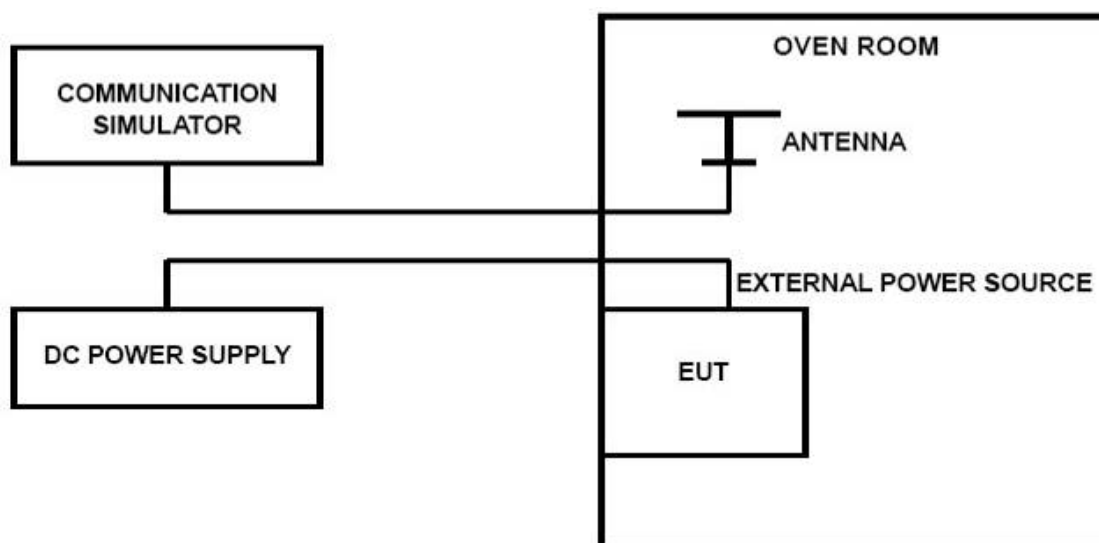 OVEN ROOM
COMMUNICATION
SIMULATOR
ANTENNA
EXTERNAL POWER SOURCE
DC POWER SUPPLY
EUT